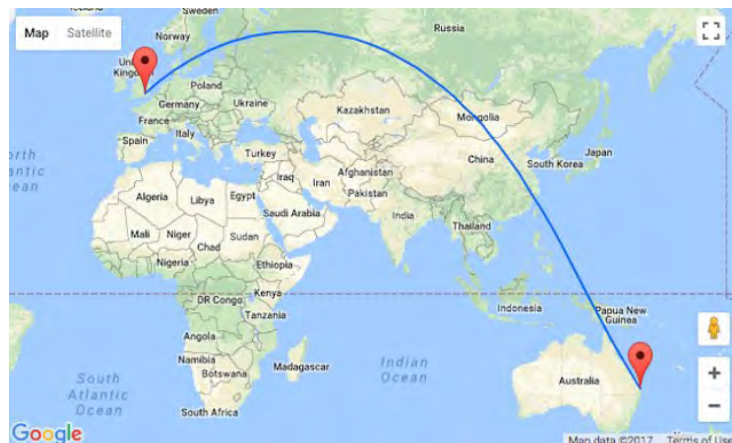 Sweden
Map Satellite
Norway
Russia
United
Kingdom
Poland
Germany
Ukraine
France
Kazakhstan
Mongolia
Spain
Italy
Turkey
China
Japan
South Korea
Afghanistan
Iraq
Iran
Pakistan
Algeria
Libya
Egypt
Saudi Arabia
India
Thailand
Mali
Niger
Chad
Sudan
Nigeria
Ethiopia
Kenya
DR Congo
Tanzania
Indonesia
Papua New
Guinea
Angola
Namibia
Botswana
Madagascar
Indian
Ocean
Australia
South
Atlantic
Ocean
South Africa
+
−
Google
Map data ©2017 Terms of Use